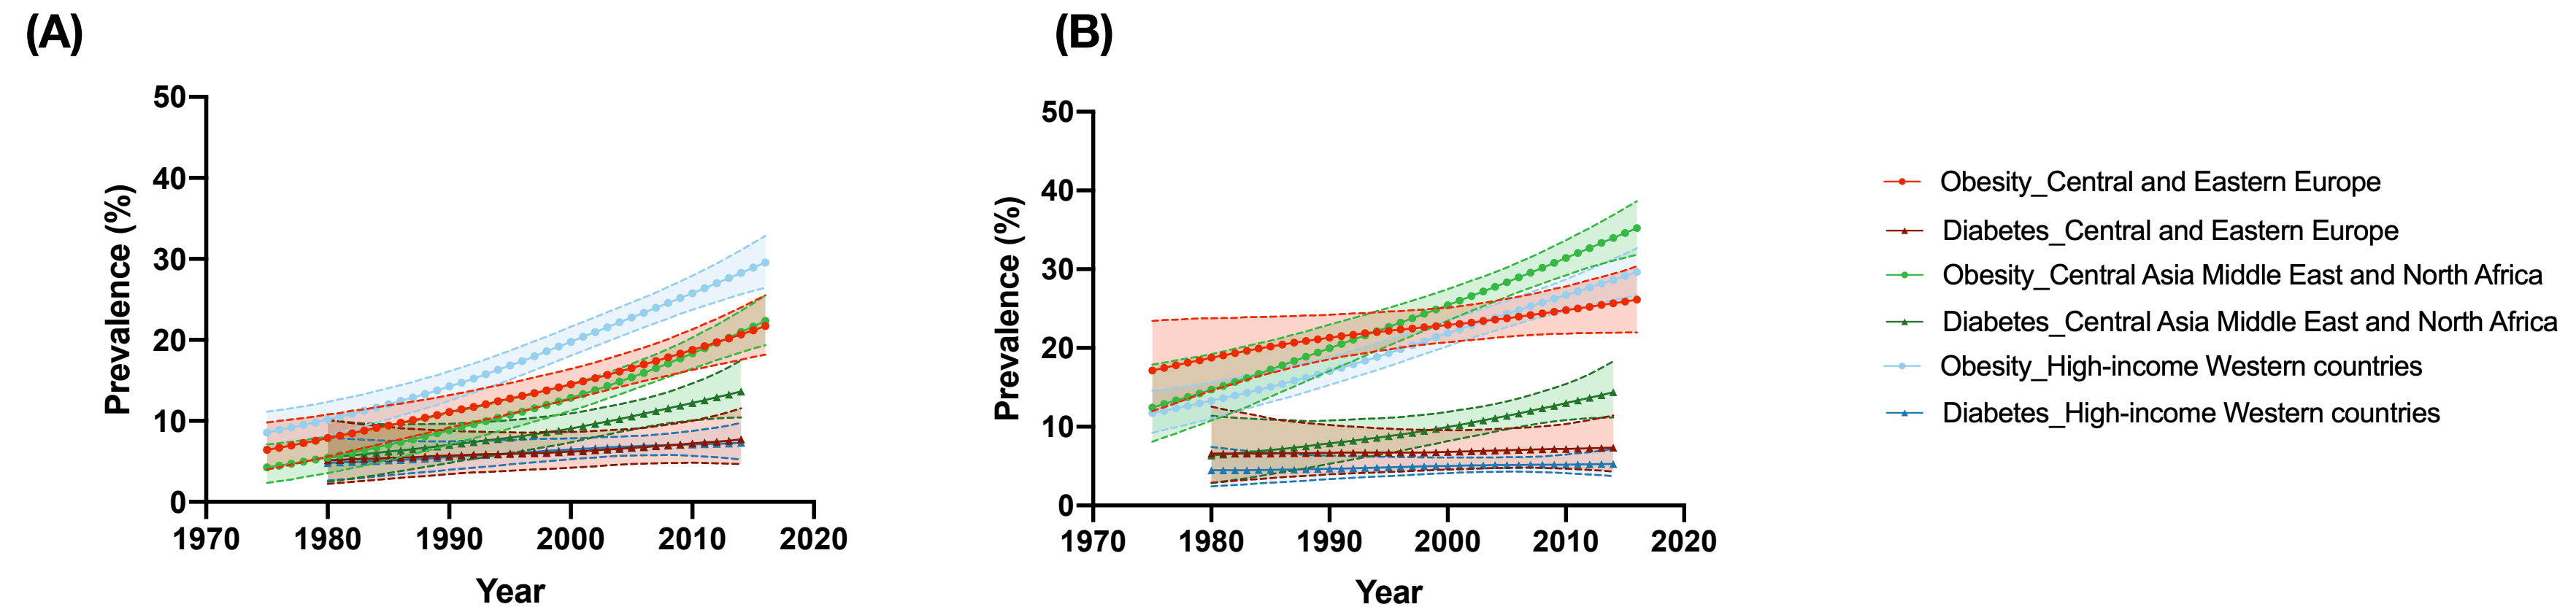 (A)
(B)
50
40
30
20
10
0
Prevalence (%)
1970 1980 1990 2000 2010 2020
Year
50
40
30
20
10
0
Prevalence (%)
1970 1980 1990 2000 2010 2020
Year
Obesity_Central and Eastern Europe
Diabetes_Central and Eastern Europe
Obesity_Central Asia Middle East and North Africa
Diabetes_Central Asia Middle East and North Africa
Obesity_High-income Western countries
Diabetes_High-income Western countries